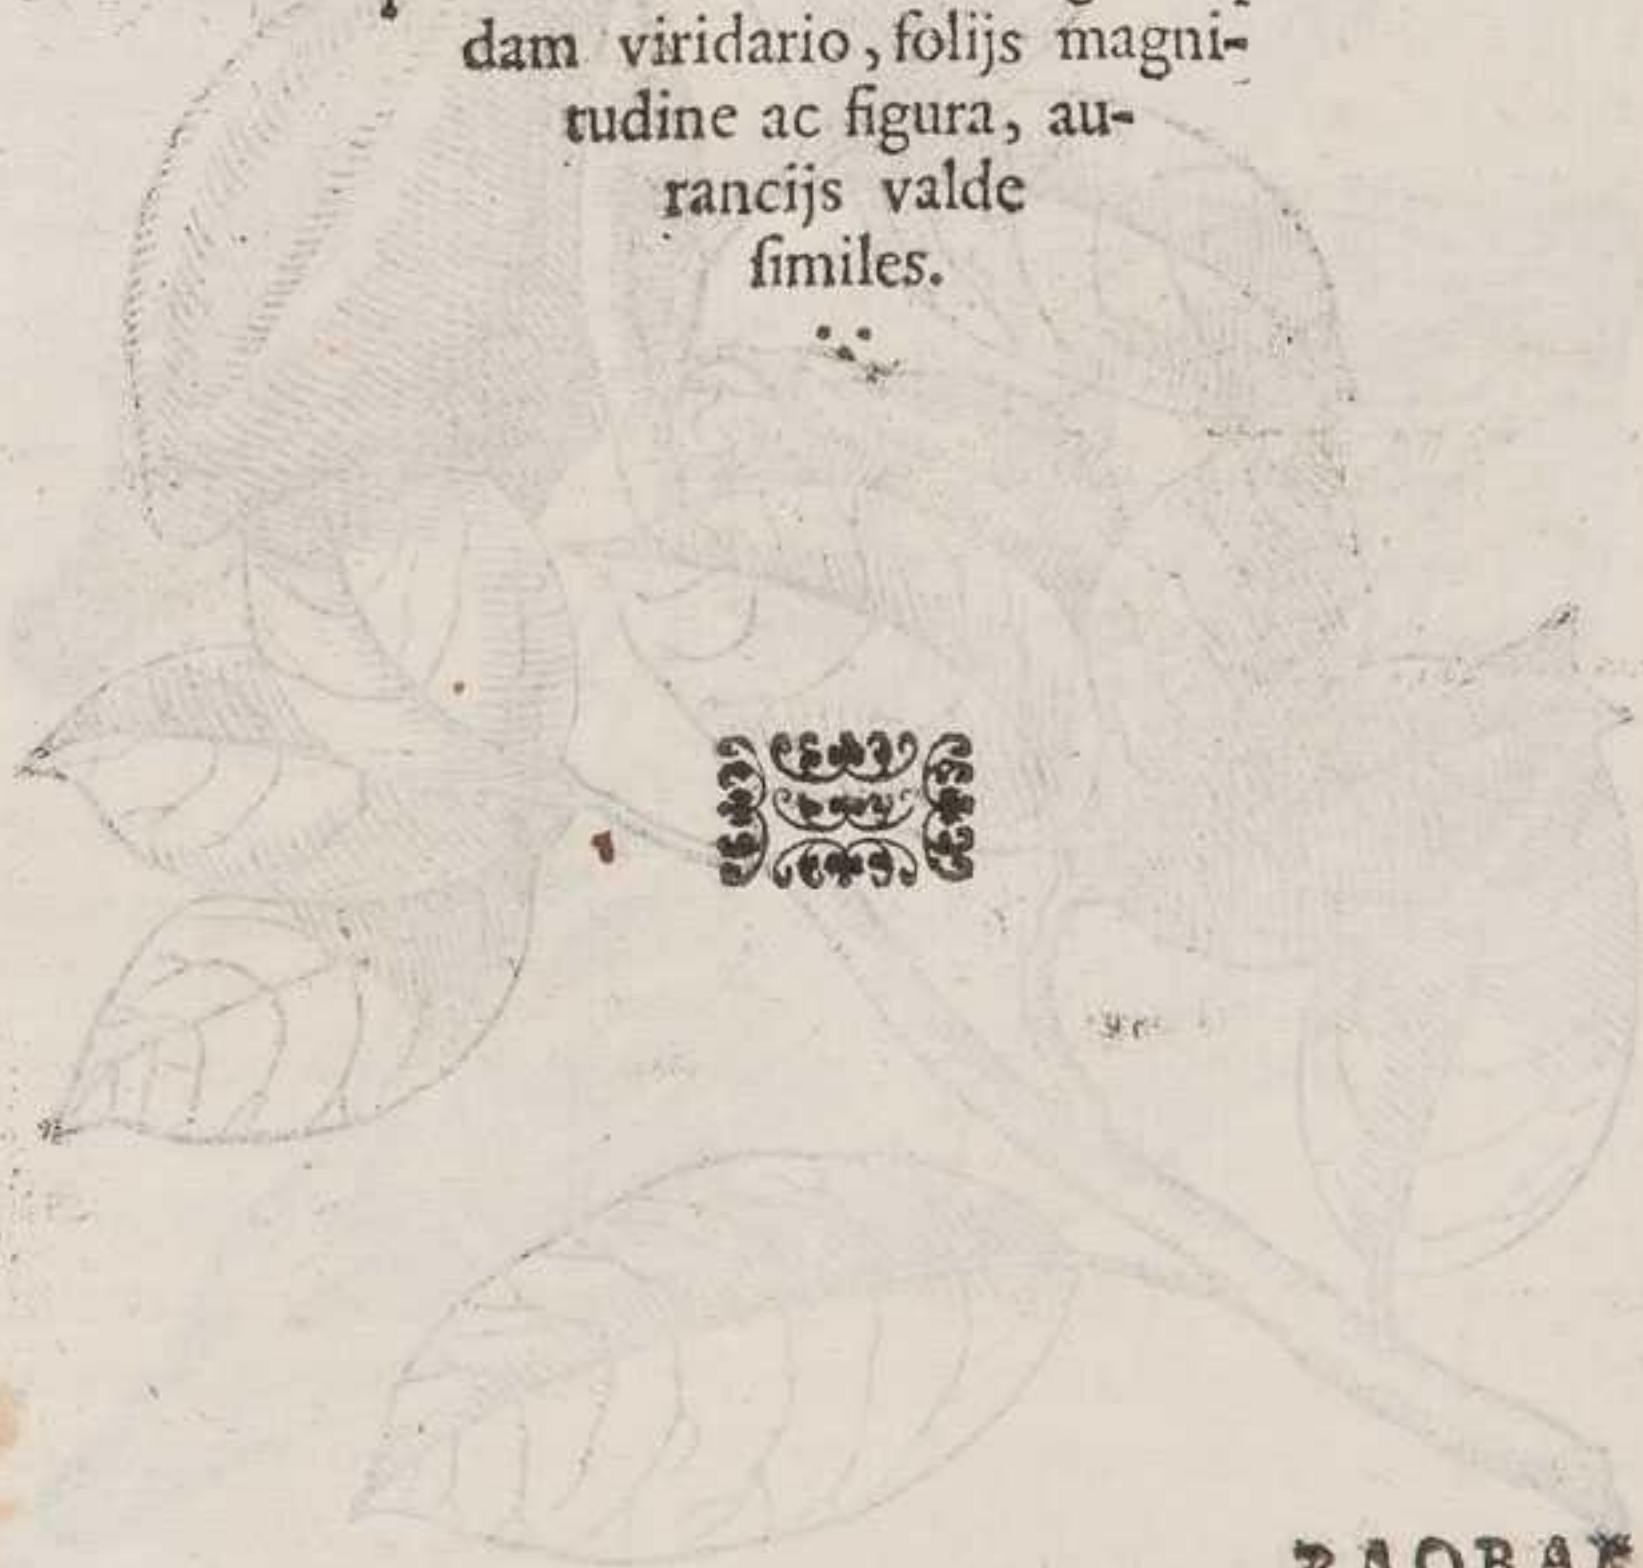 dam viridario, folijs magni-
tudine ac figura, au-
rancijs valde
ſimiles.